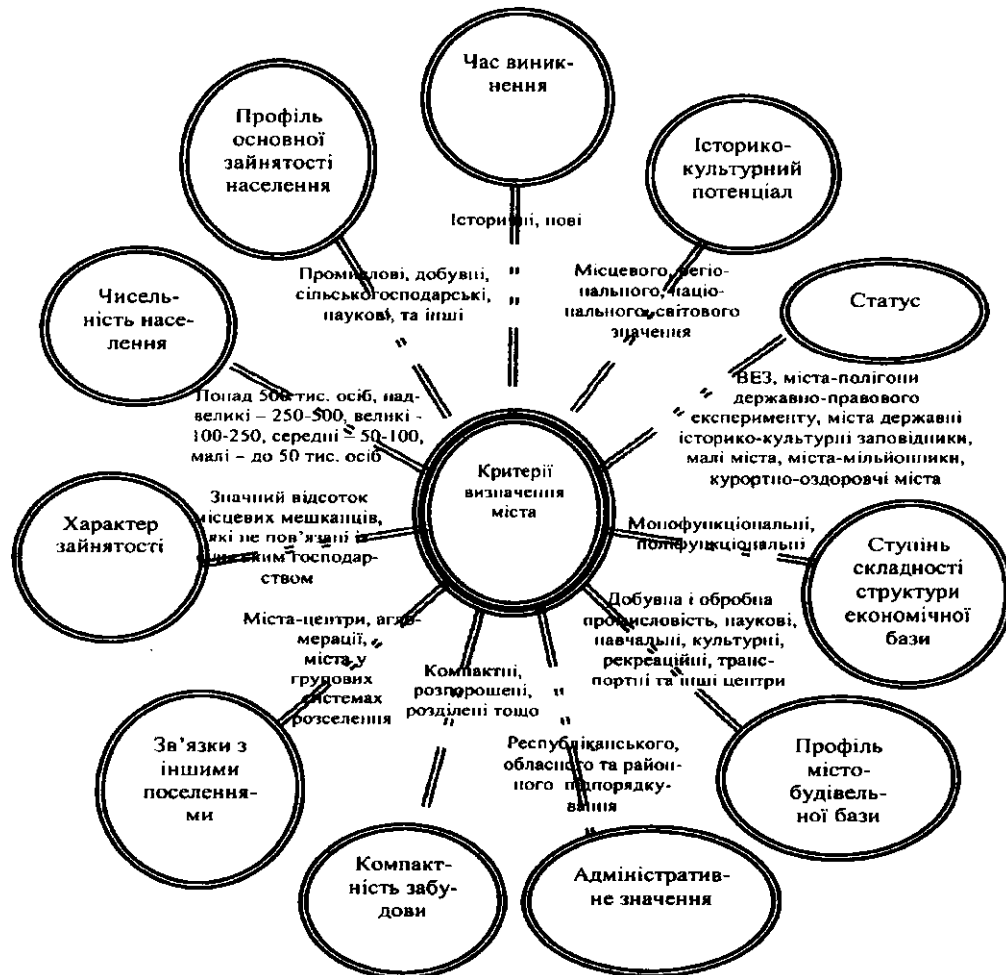 Час виник-
нення
Історичні, нові
Історико-
культурний
потенціал
Місцевого, регіо-
нального, націо-
нального, світового
значення
Статус
ВЕЗ, міста-полігони
державно-правового
експерименту, міста державні
історико-культурні заповідники,
малі міста, міста-мільйонники,
курортно-оздоровчі міста
Ступінь
складності
структури
економічної
бази
Монофункціональні,
поліфункціональні
Профіль
місто-
будівель-
ної бази
Добувна і обробна
промисловість, наукові,
навчальні, культурні,
рекреаційні, транс-
портні та інші центри
Адміністратив-
не значення
Республіканського,
обласного та район-
ного підпорядку-
вання
Компакт-
ність забу-
дови
Компактні,
розпорошені,
розділені тощо
Зв’язки з
іншими
поселення-
ми
Міста-центри, агло-
мерації,
міста у
групових
системах
розселення
Характер
зайнятості
Значний відсоток
місцевих мешканців,
які не пов’язані із
сільським господар-
ством
Чисель-
ність насе-
лення
Понад 500 тис. осіб, над-
великі – 250-500, великі -
100-250, середні – 50-100,
малі – до 50 тис. осіб
Профіль
основної
зайнятості
населення
Промислові, добувні,
сільськогосподарські,
наукові, та інші
Критерії
визначення
міста